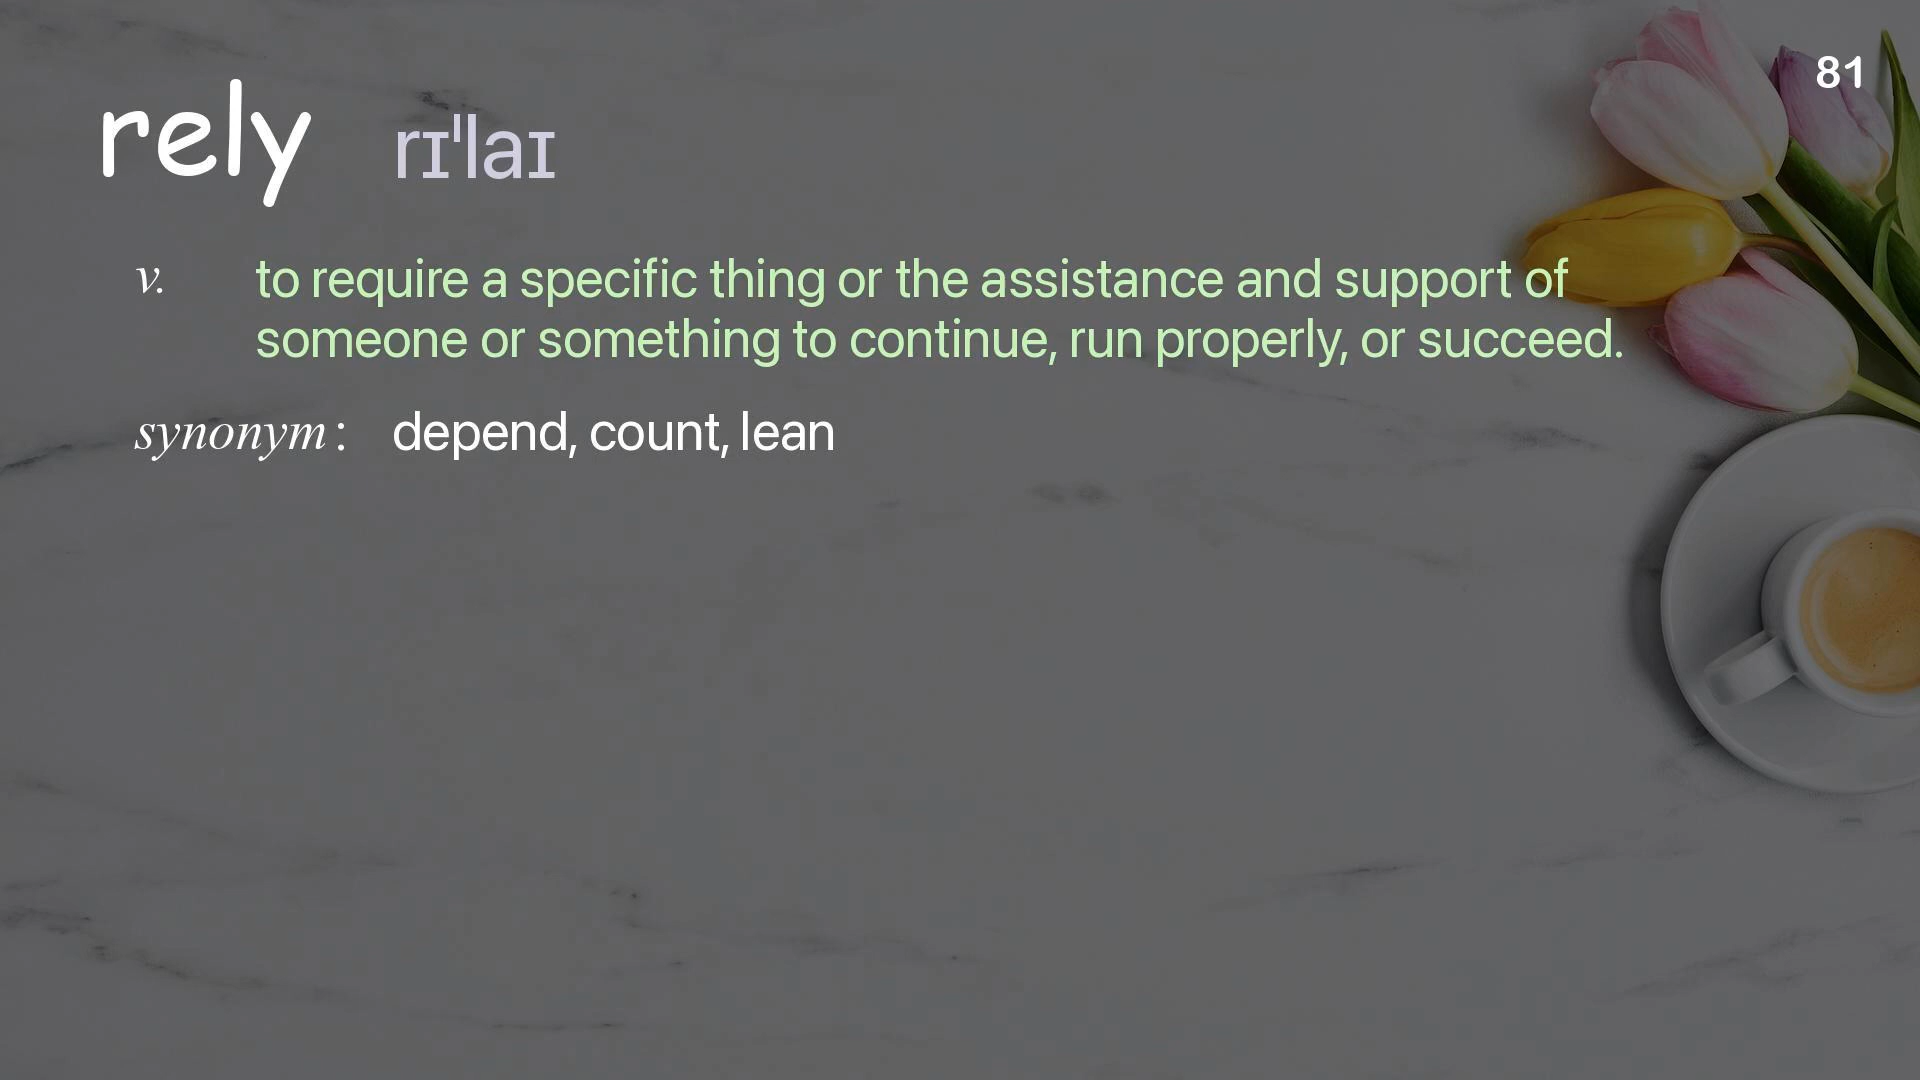 81
rely rɪˈlaɪ
v. to require a specific thing or the assistance and support of
someone or something to continue, run properly, or succeed.
synonym : depend, count, lean